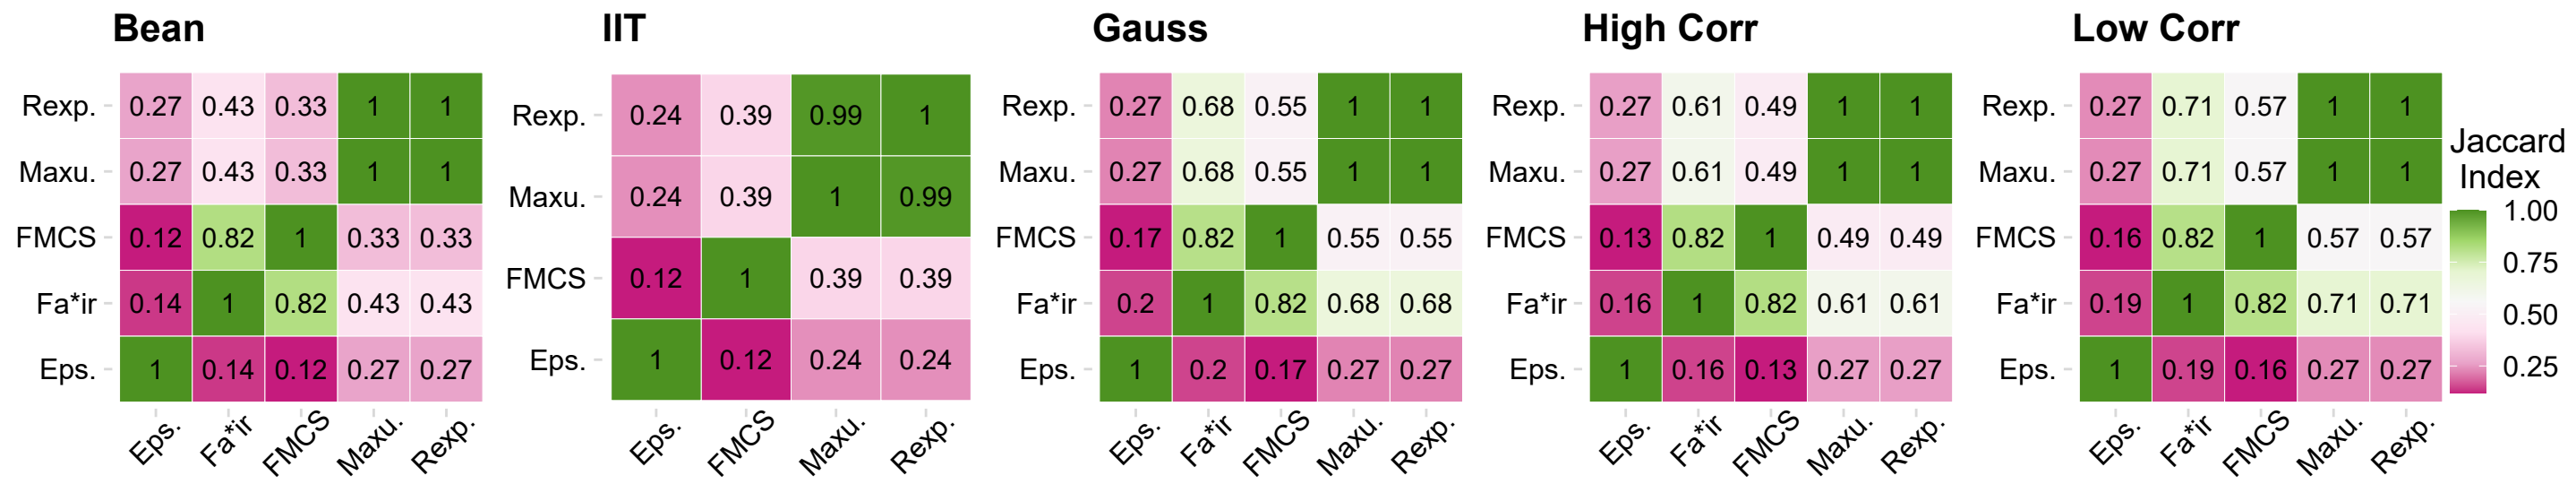 Bean
Rexp. 0.27 0.43 0.33 1 1
Maxu. 0.27 0.43 0.33 1 1
FMCS 0.12 0.82 1 0.33 0.33
Fa*ir 0.14 1 0.82 0.43 0.43
Eps. 1 0.14 0.12 0.27 0.27
Eps. Fa*ir FMCS Maxu. Rexp.
IIT
Rexp. 0.24 0.39 0.99 1
Maxu. 0.24 0.39 1 0.99
FMCS 0.12 1 0.39 0.39
Eps. 1 0.12 0.24 0.24
Eps. FMCS Maxu. Rexp.
Gauss
Rexp. 0.27 0.68 0.55 1 1
Maxu. 0.27 0.68 0.55 1 1
FMCS 0.17 0.82 1 0.55 0.55
Fa*ir 0.2 1 0.82 0.68 0.68
Eps. 1 0.2 0.17 0.27 0.27
Eps. Fa*ir FMCS Maxu. Rexp.
High Corr
Rexp. 0.27 0.61 0.49 1 1
Maxu. 0.27 0.61 0.49 1 1
FMCS 0.13 0.82 1 0.49 0.49
Fa*ir 0.16 1 0.82 0.61 0.61
Eps. 1 0.16 0.13 0.27 0.27
Eps. Fa*ir FMCS Maxu. Rexp.
Low Corr
Rexp. 0.27 0.71 0.57 1 1
Maxu. 0.27 0.71 0.57 1 1
FMCS 0.16 0.82 1 0.57 0.57
Fa*ir 0.19 1 0.82 0.71 0.71
Eps. 1 0.19 0.16 0.27 0.27
Eps. Fa*ir FMCS Maxu. Rexp.
Jaccard
Index
1.00
0.75
0.50
0.25